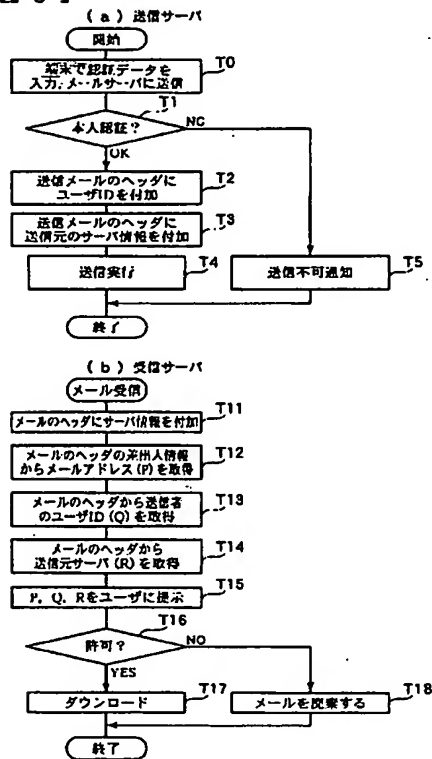 (a) 送信サーバ
開始
端末で認証データを
入力,メールサーバに送信
T0
本人認証?
T1
NC
OK
送信メールのヘッダに
ユーザIDを付加
T2
送信メールのヘッダに
送信元のサーバ情報を付加
T3
送信実行
T4
送信不可通知
T5
終了
(b) 受信サーバ
メール受信
メールのヘッダにサーバ情報を付加
T11
メールのヘッダの差出人情報
からメールアドレス(P)を取得
T12
メールのヘッダから送信者
のユーザID(Q)を取得
T13
メールのヘッダから
送信元サーバ(R)を取得
T14
P, Q, Rをユーザに提示
T15
許可?
T16
NO
YES
ダウンロード
T17
メールを廃棄する
T18
終了